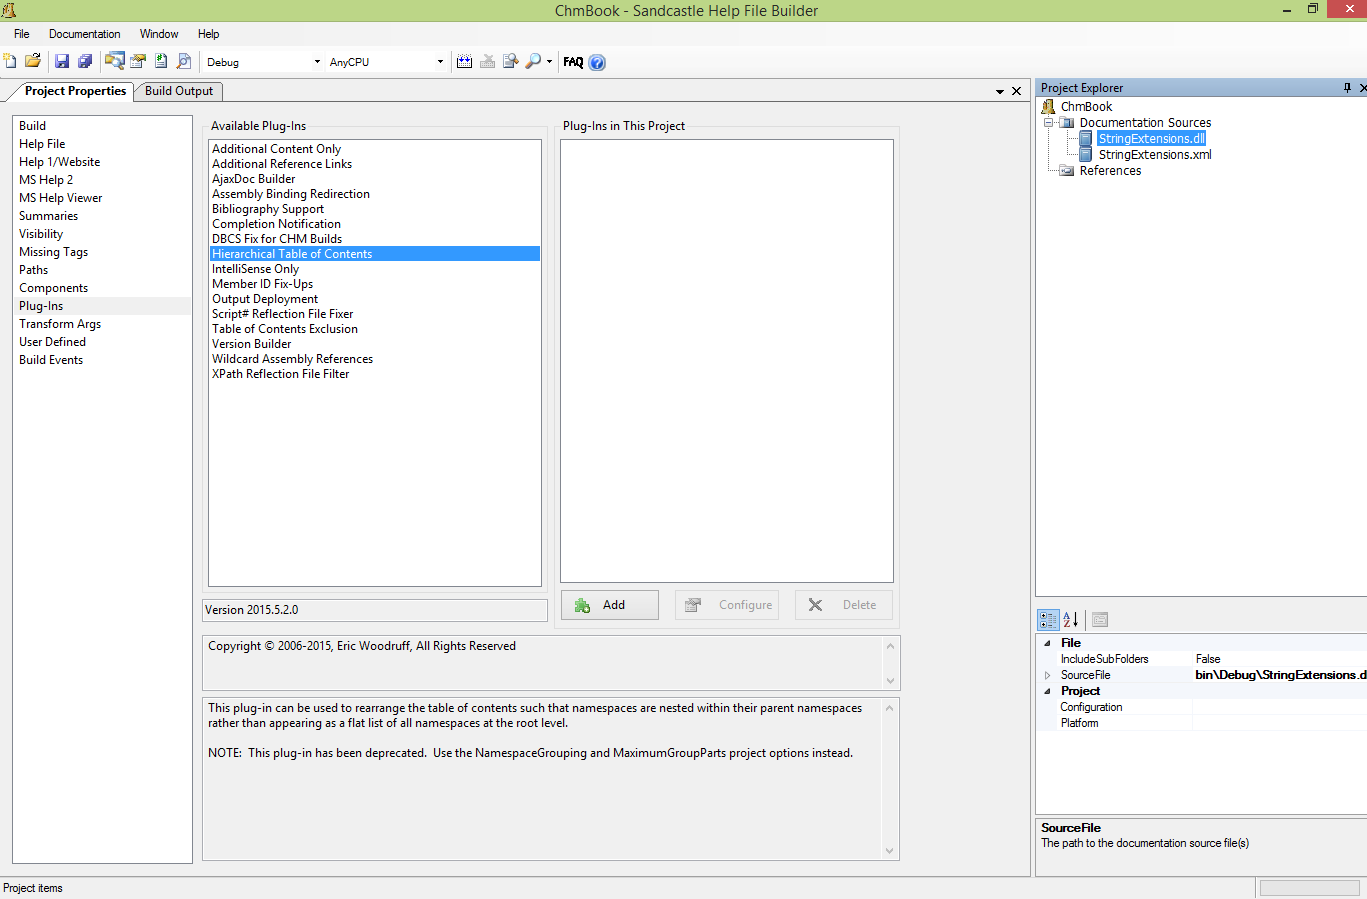 ChmBook - Sandcastle Help File Builder
File Documentation Window Help
Debug AnyCPU FAQ
Project Properties Build Output
Build
Help File
Help 1/Website
MS Help 2
MS Help Viewer
Summaries
Visibility
Missing Tags
Paths
Components
Plug-Ins
Transform Args
User Defined
Build Events
Available Plug-Ins
Additional Content Only
Additional Reference Links
AjaxDoc Builder
Assembly Binding Redirection
Bibliography Support
Completion Notification
DBCS Fix for CHM Builds
Hierarchical Table of Contents
IntelliSense Only
Member ID Fix-Ups
Output Deployment
Script# Reflection File Fixer
Table of Contents Exclusion
Version Builder
Wildcard Assembly References
XPath Reflection File Filter
Version 2015.5.2.0
Plug-Ins in This Project
Add Configure Delete
Copyright © 2006-2015, Eric Woodruff, All Rights Reserved
This plug-in can be used to rearrange the table of contents such that namespaces are nested within their parent namespaces
rather than appearing as a flat list of all namespaces at the root level.
NOTE: This plug-in has been deprecated. Use the NamespaceGrouping and MaximumGroupParts project options instead.
Project Explorer
ChmBook
Documentation Sources
StringExtensions.dll
StringExtensions.xml
References
File
IncludeSubFolders False
SourceFile bin\Debug\StringExtensions.d
Project
Configuration
Platform
SourceFile
The path to the documentation source file(s)
Project items